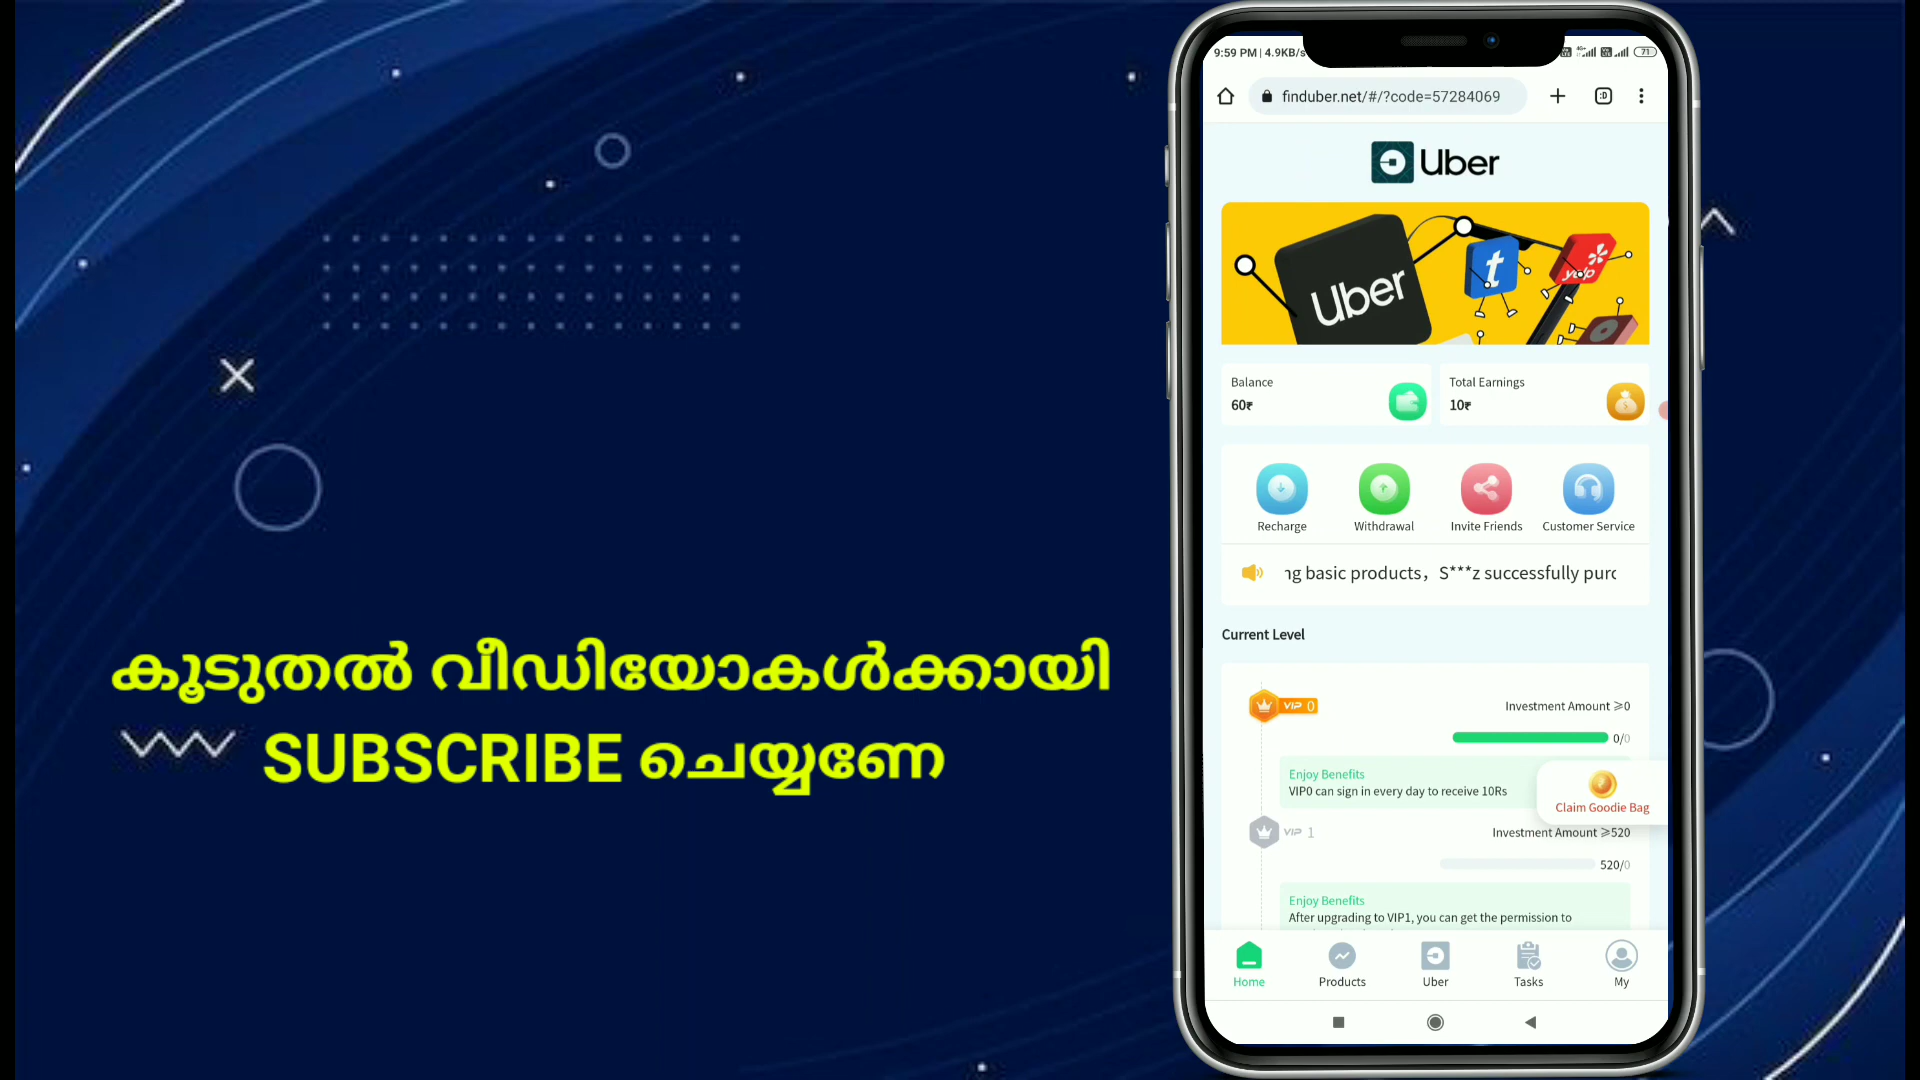 കൂടുതൽ വീഡിയോകൾക്കായി
SUBSCRIBE ചെയ്യണേ
9:59 PM | 4.9KB/s
71
finduber.net/#/?code=57284069
:D
Uber
Uber
t
yelp
Balance
60₹
Total Earnings
10₹
Recharge
Withdrawal
Invite Friends
Customer Service
ng basic products, S***z successfully purc
Current Level
VIP 0
Investment Amount ⩾0
0/0
Enjoy Benefits
VIP0 can sign in every day to receive 10Rs
Claim Goodie Bag
VIP 1
Investment Amount ⩾520
520/0
Enjoy Benefits
After upgrading to VIP1, you can get the permission to
Home
Products
Uber
Tasks
My